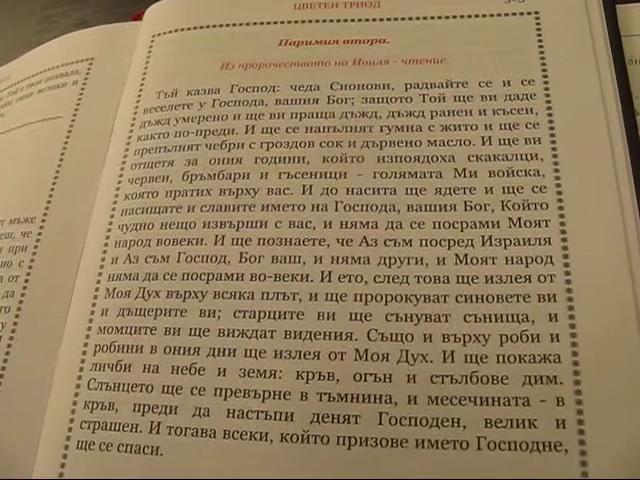 ЦВЕТЕН ТРИОД
Паримия втора.
Из пророчеството на Иоиля - чтение.
Тъй казва Господ: чеда Сионови, радвайте се и се
веселете у Господа, вашия Бог; защото Той ще ви даде
дъжд умерено и ще ви праща дъжд, дъжд ранен и късен,
както по-преди. И ще се напълнят гумна с жито и ще се
препълнят чебри с гроздов сок и дървено масло. И ще ви
отщетя за ония години, който изпоядоха скакалци,
червеи, бръмбари и гъсеници - голямата Ми войска,
която пратих върху вас. И до насита ще ядете и ще се
насищате и славите името на Господа, вашия Бог, Който
чудно нещо извърши с вас, и няма да се посрами Моят
народ вовеки. И ще познаете, че Аз съм посред Израиля
и Аз съм Господ, Бог ваш, и няма други, и Моят народ
няма да се посрами во-веки. И ето, след това ще излея от
Моя Дух върху всяка плът, и ще пророкуват синовете ви
и дъщерите ви; старците ви ще сънуват сънища, и
момците ви ще виждат видения. Също и върху роби и
робини в ония дни ще излея от Моя Дух. И ще покажа
личби на небе и земя: кръв, огън и стълбове дим.
Слънцето ще се превърне в тъмнина, и месечината - в
кръв, преди да настъпи денят Господен, велик и
страшен. И тогава всеки, който призове името Господне,
ще се спаси.